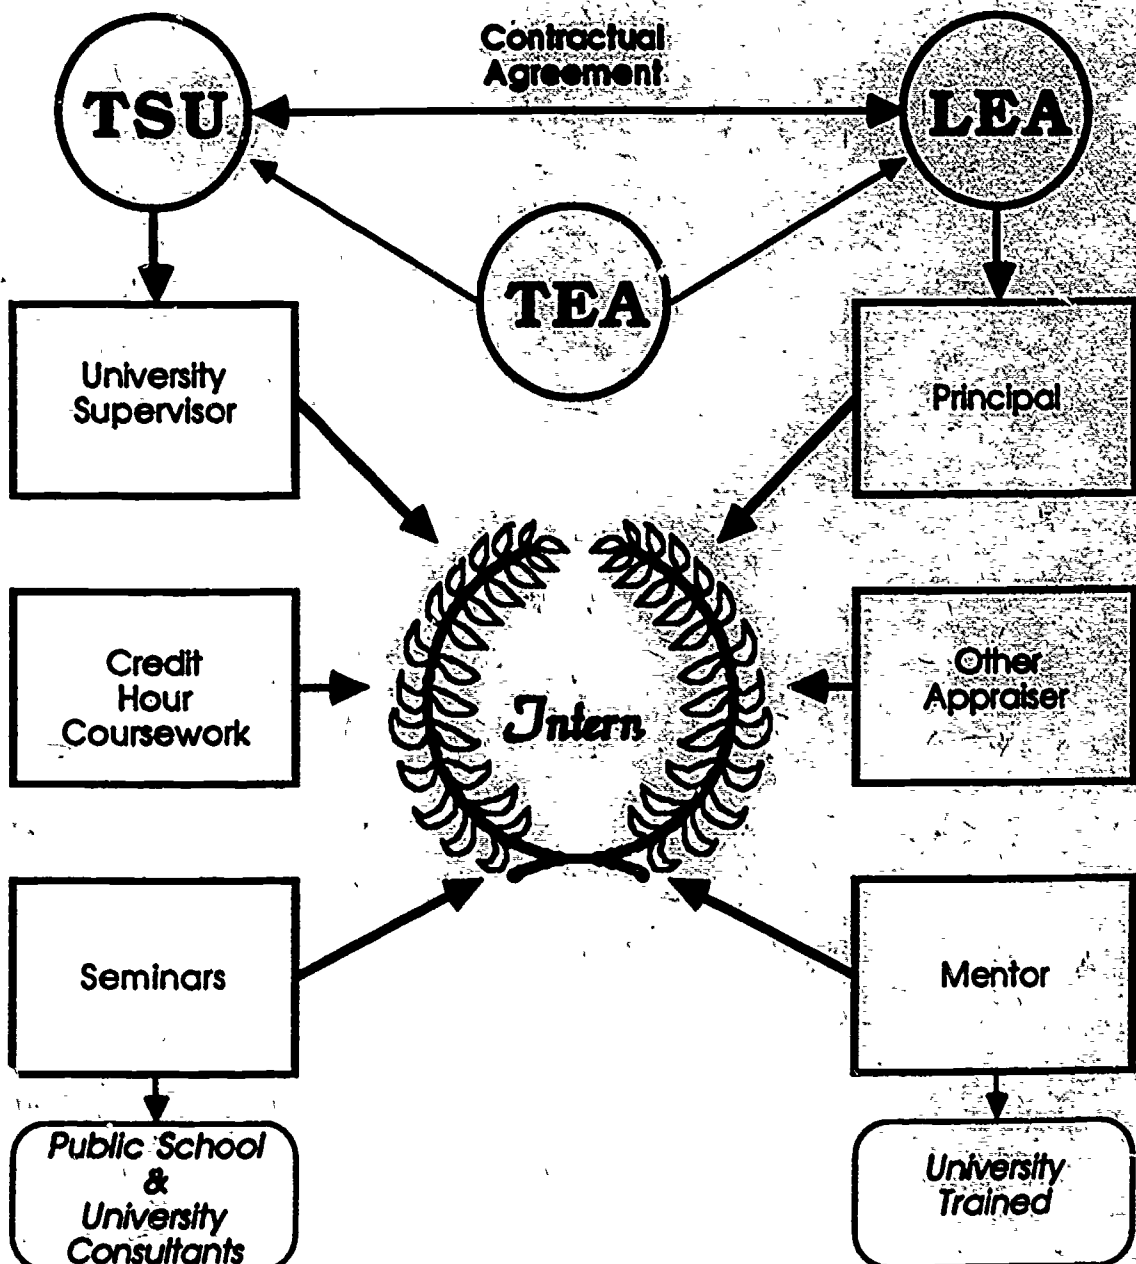 Contractual
Agreement
TSU
LEA
TEA
University
Supervisor
Principal
Credit
Hour
Coursework
Intern
Other
Appraiser
Seminars
Mentor
Public School
&
University
Consultants
University
Trained